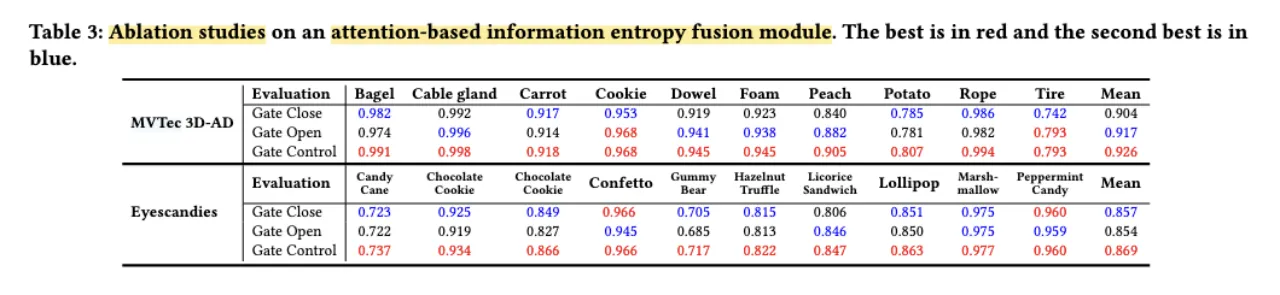 Table 3: Ablation studies on an attention-based information entropy fusion module. The best is in red and the second best is in
blue.
Evaluation Bagel Cable gland Carrot Cookie Dowel Foam Peach Potato Rope Tire Mean
MVTec 3D-AD
Gate Close 0.982 0.992 0.917 0.953 0.919 0.923 0.840 0.785 0.986 0.742 0.904
Gate Open 0.974 0.996 0.914 0.968 0.941 0.938 0.882 0.781 0.982 0.793 0.917
Gate Control 0.991 0.998 0.918 0.968 0.945 0.945 0.905 0.807 0.994 0.793 0.926
Evaluation Candy Cane Chocolate Cookie Chocolate Cookie Confetto Gummy Bear Hazelnut Truffle Licorice Sandwich Lollipop Marsh-mallow Peppermint Candy Mean
Eyescandies
Gate Close 0.723 0.925 0.849 0.966 0.705 0.815 0.806 0.851 0.975 0.960 0.857
Gate Open 0.722 0.919 0.827 0.945 0.685 0.813 0.846 0.850 0.975 0.959 0.854
Gate Control 0.737 0.934 0.866 0.966 0.717 0.822 0.847 0.863 0.977 0.960 0.869